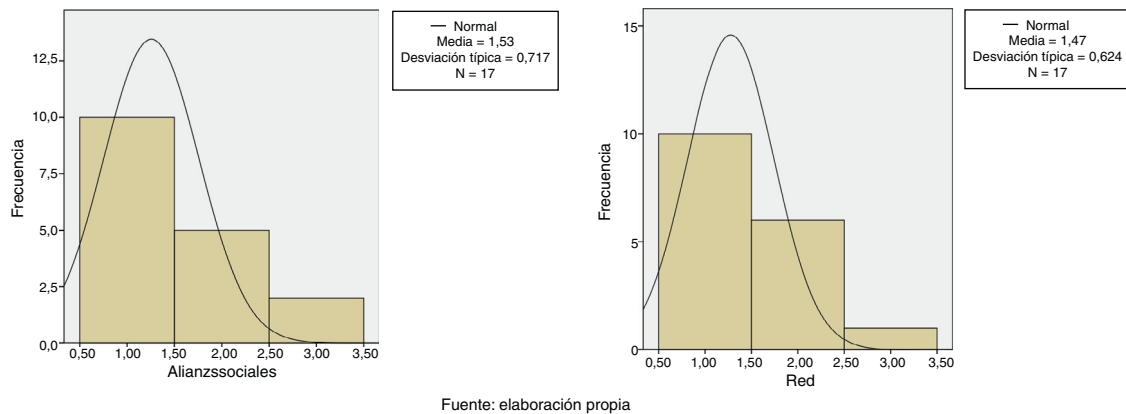 — Normal
Media = 1,53
Desviación típica = 0,717
N = 17
Frecuencia
12,5
10,0
7,5
5,0
2,5
0,0
0,50 1,00 1,50 2,00 2,50 3,00 3,50
Alianzssociales
— Normal
Media = 1,47
Desviación típica = 0,624
N = 17
Frecuencia
15
10
5
0
0,50 1,00 1,50 2,00 2,50 3,00 3,50
Red
Fuente: elaboración propia